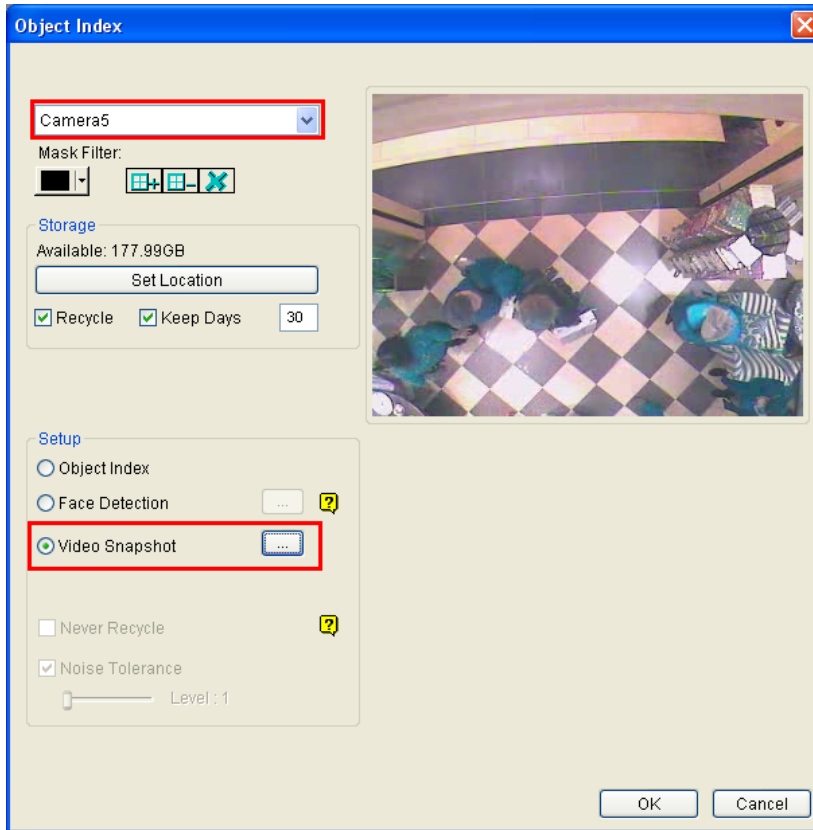 Object Index
Camera5
Mask Filter:
Storage
Available: 177.99GB
Set Location
Recycle Keep Days 30
Setup
Object Index
Face Detection ... ?
Video Snapshot ...
Never Recycle ?
Noise Tolerance
Level : 1
OK Cancel